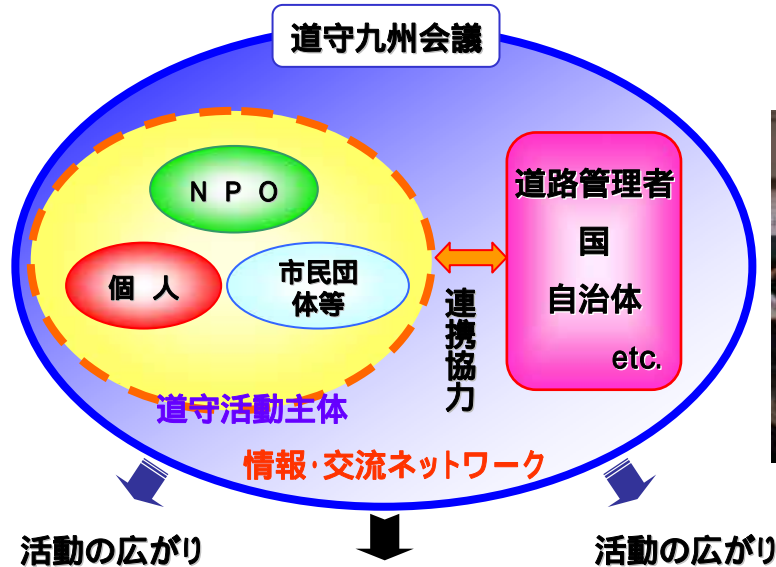 道守九州会議
NPO
個人
市民団
体等
道路管理者
国
自治体
etc.
連携協力
道守活動主体
情報・交流ネットワーク
活動の広がり
活動の広がり